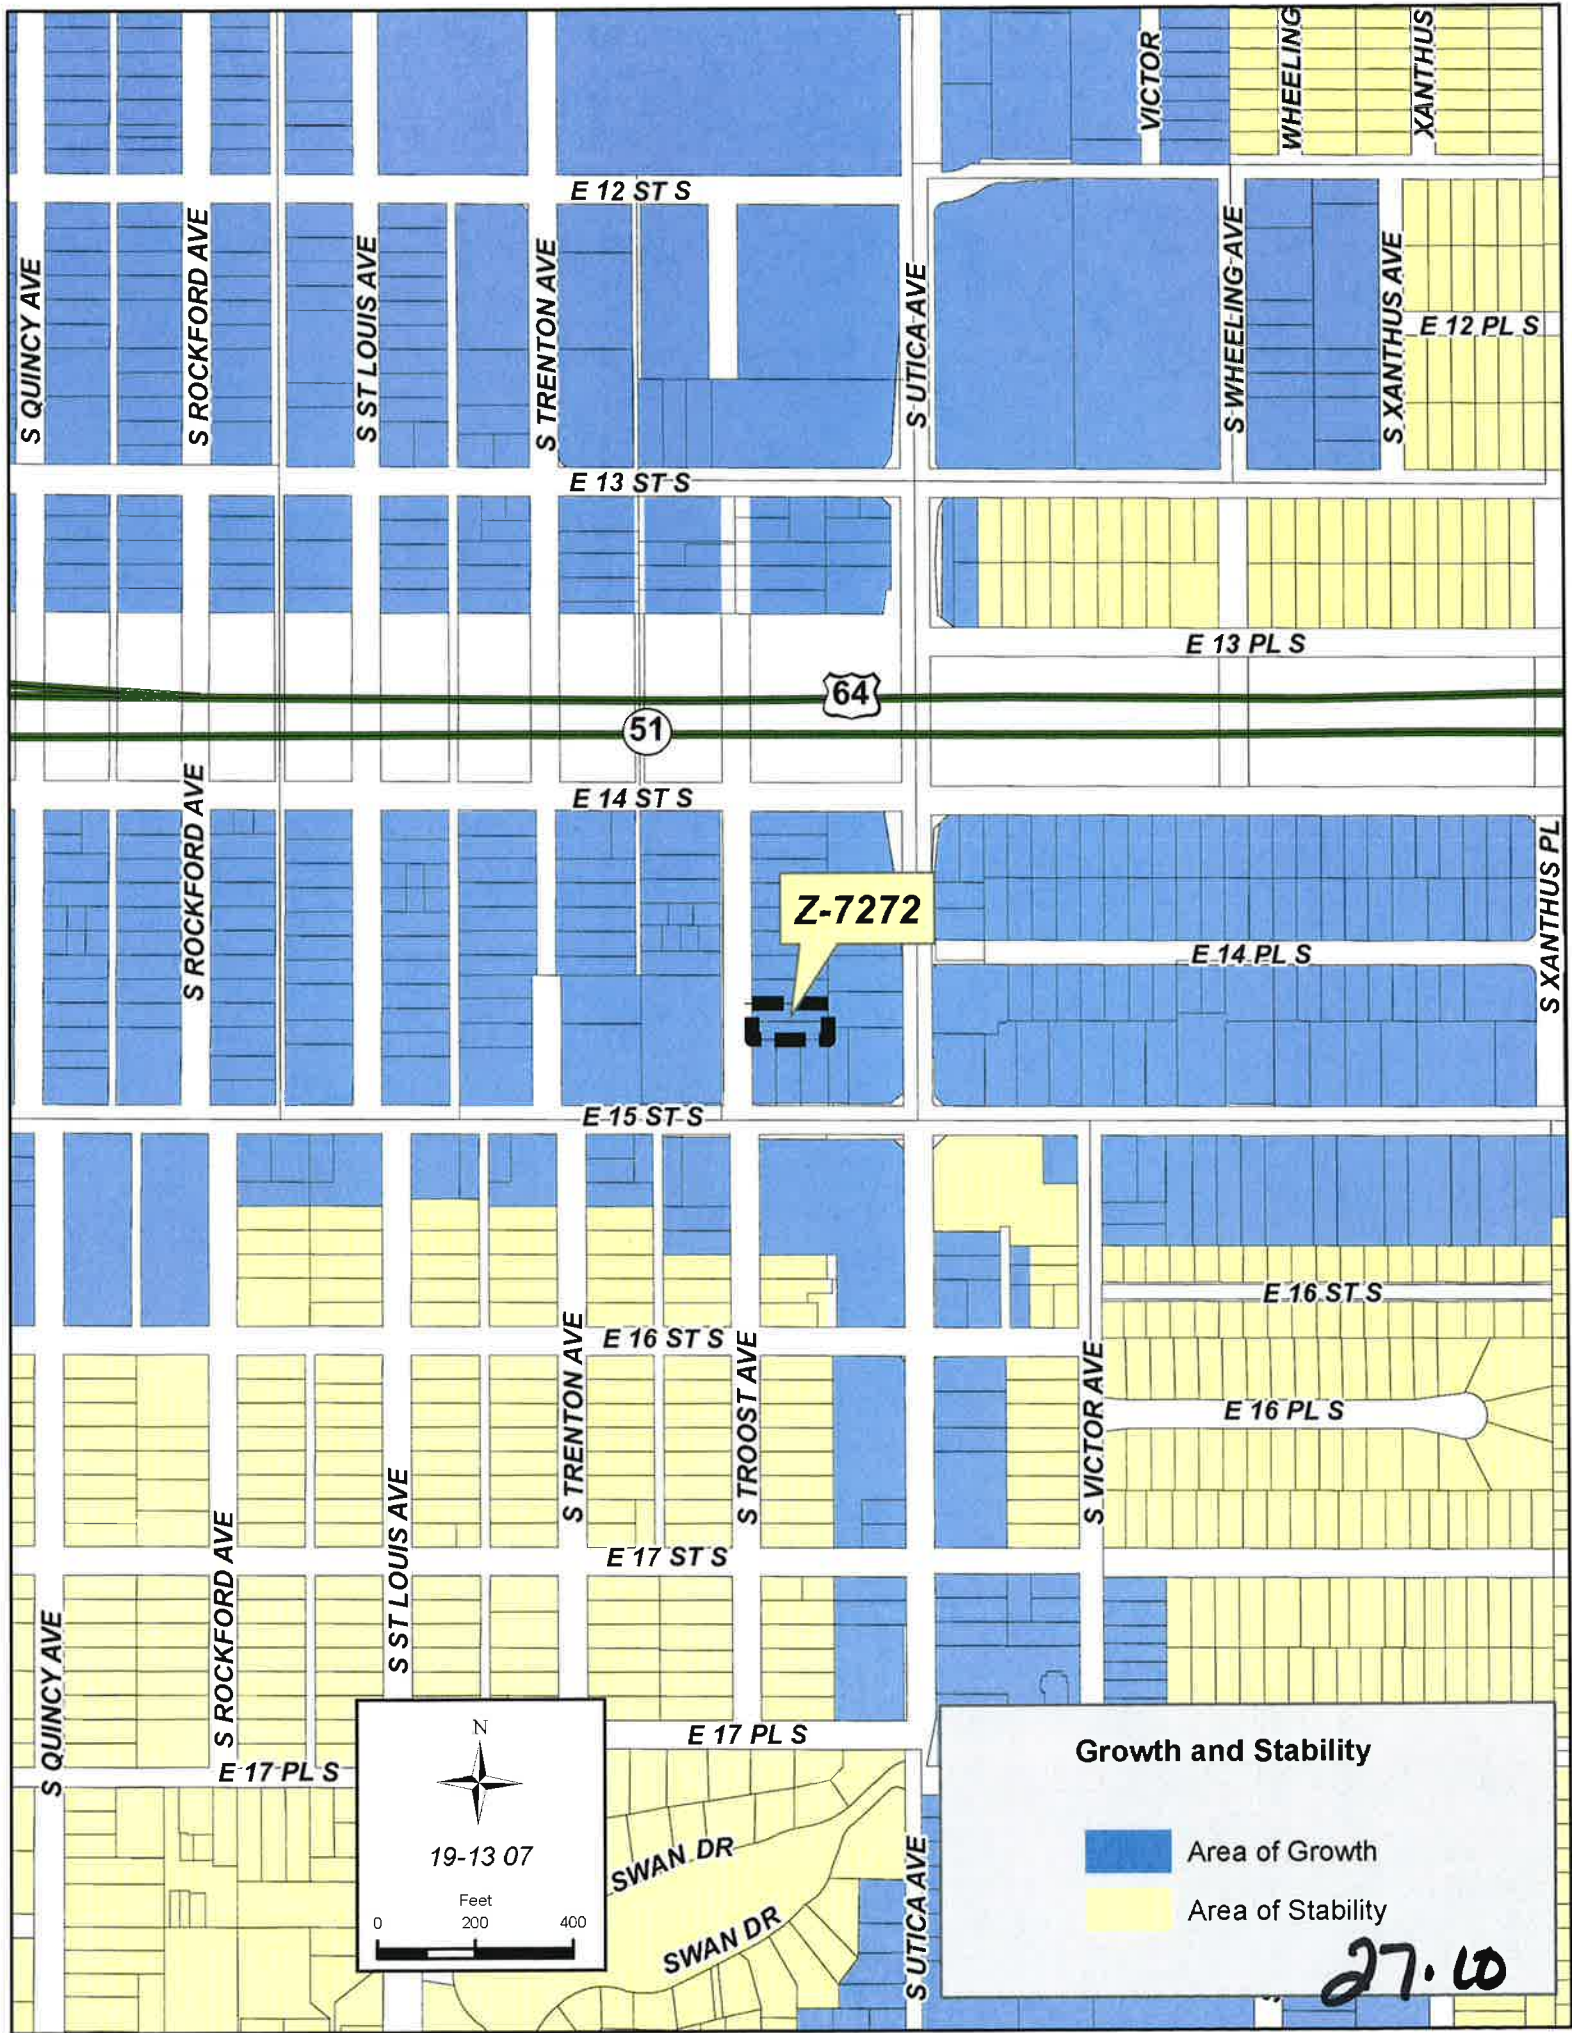 VICTOR
WHEELING
XANTHUS
E 12 ST S
S QUINCY AVE
S ROCKFORD AVE
S ST LOUIS AVE
S TRENTON AVE
S UTICA AVE
S WHEELING AVE
S XANTHUS AVE
E 12 PL S
E 13 ST S
E 13 PL S
64
51
E 14 ST S
S ROCKFORD AVE
Z-7272
E 14 PL S
S XANTHUS PL
E 15 ST S
E 16 ST S
E 16 ST S
S TRENTON AVE
S TROOST AVE
S VICTOR AVE
E 16 PL S
S ROCKFORD AVE
S ST LOUIS AVE
E 17 ST S
S QUINCY AVE
E 17 PL S
E 17 PL S
N
19-13 07
Feet
0 200 400
SWAN DR
SWAN DR
S UTICA AVE
Growth and Stability
Area of Growth
Area of Stability
27.10